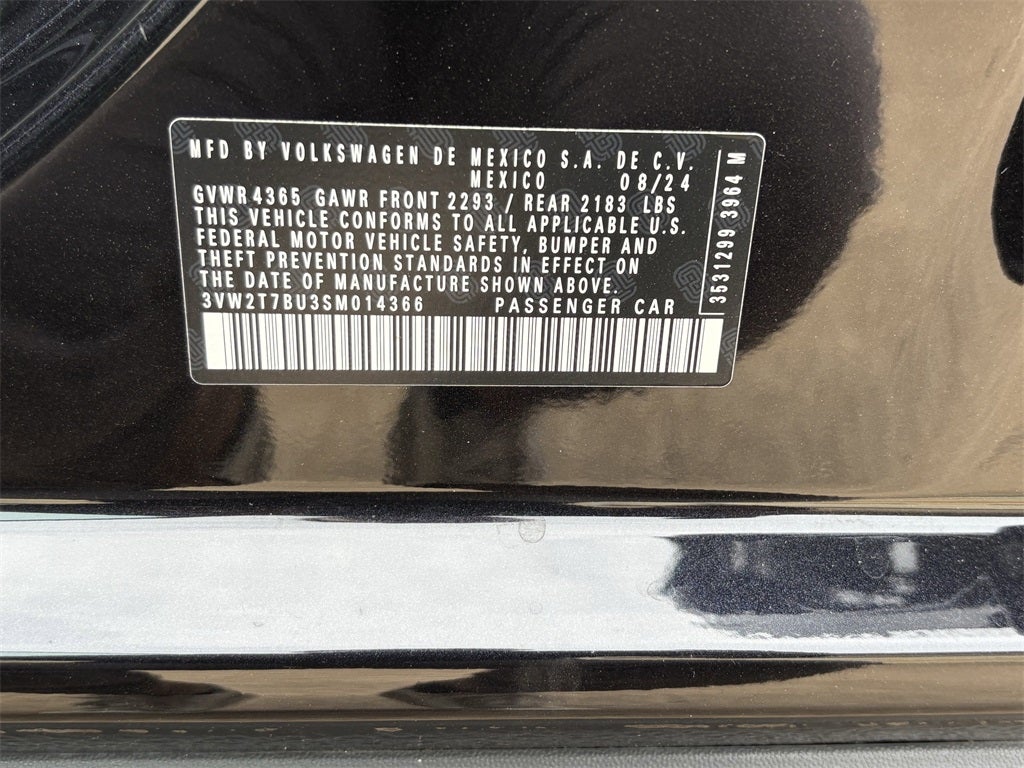 MFD BY VOLKSWAGEN DE MEXICO S.A. DE C.V.
MEXICO 08/24
GVWR 4365 GAWR FRONT 2293 / REAR 2183 LBS
THIS VEHICLE CONFORMS TO ALL APPLICABLE U.S.
FEDERAL MOTOR VEHICLE SAFETY, BUMPER AND
THEFT PREVENTION STANDARDS IN EFFECT ON
THE DATE OF MANUFACTURE SHOWN ABOVE.
3VW2T7BU3SM014366 PASSENGER CAR
3531299 3964 M